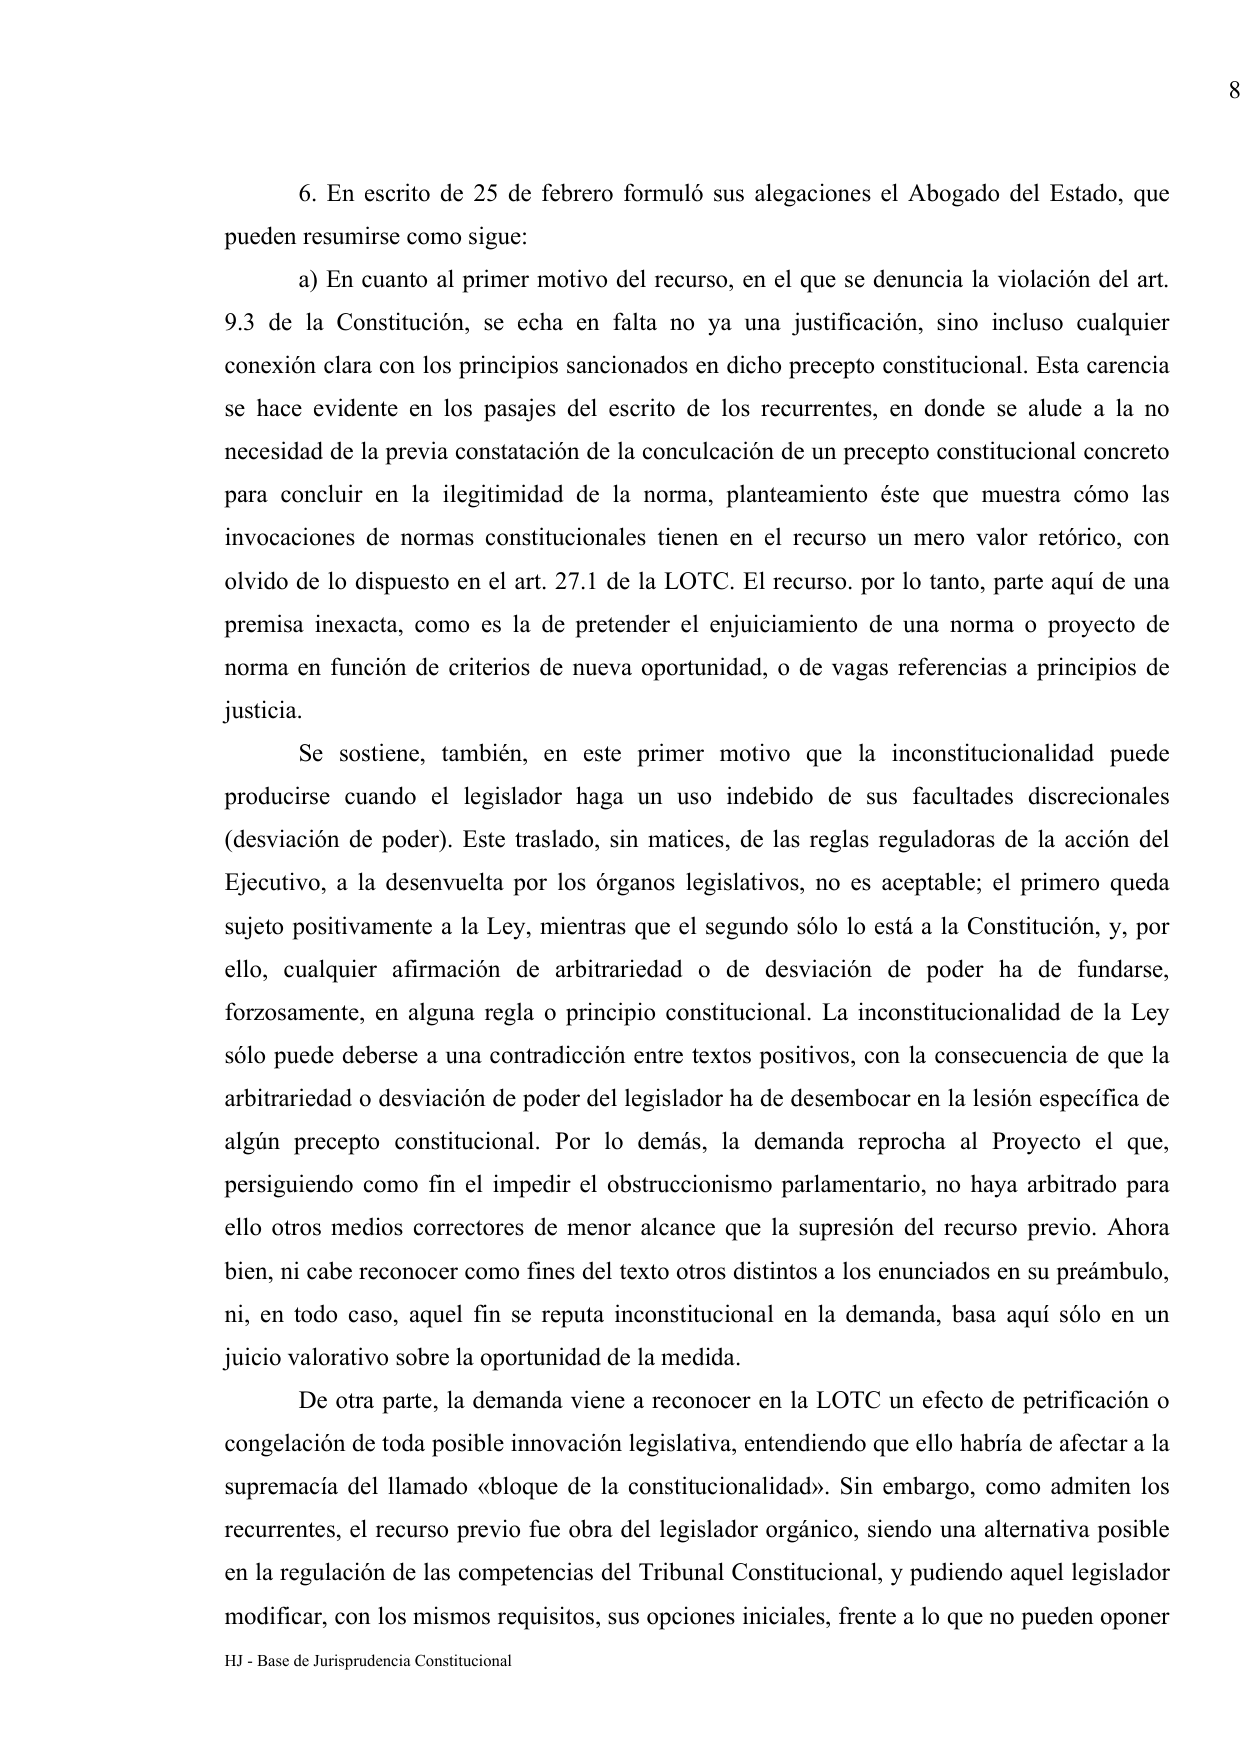 8
6. En escrito de 25 de febrero formuló sus alegaciones el Abogado del Estado, que
pueden resumirse como sigue:
a) En cuanto al primer motivo del recurso, en el que se denuncia la violación del art.
9.3 de la Constitución, se echa en falta no ya una justificación, sino incluso cualquier
conexión clara con los principios sancionados en dicho precepto constitucional. Esta carencia
se hace evidente en los pasajes del escrito de los recurrentes, en donde se alude a la no
necesidad de la previa constatación de la conculcación de un precepto constitucional concreto
para concluir en la ilegitimidad de la norma, planteamiento éste que muestra cómo las
invocaciones de normas constitucionales tienen en el recurso un mero valor retórico, con
olvido de lo dispuesto en el art. 27.1 de la LOTC. El recurso. por lo tanto, parte aquí de una
premisa inexacta, como es la de pretender el enjuiciamiento de una norma o proyecto de
norma en función de criterios de nueva oportunidad, o de vagas referencias a principios de
justicia.
Se sostiene, también, en este primer motivo que la inconstitucionalidad puede
producirse cuando el legislador haga un uso indebido de sus facultades discrecionales
(desviación de poder). Este traslado, sin matices, de las reglas reguladoras de la acción del
Ejecutivo, a la desenvuelta por los órganos legislativos, no es aceptable; el primero queda
sujeto positivamente a la Ley, mientras que el segundo sólo lo está a la Constitución, y, por
ello, cualquier afirmación de arbitrariedad o de desviación de poder ha de fundarse,
forzosamente, en alguna regla o principio constitucional. La inconstitucionalidad de la Ley
sólo puede deberse a una contradicción entre textos positivos, con la consecuencia de que la
arbitrariedad o desviación de poder del legislador ha de desembocar en la lesión específica de
algún precepto constitucional. Por lo demás, la demanda reprocha al Proyecto el que,
persiguiendo como fin el impedir el obstruccionismo parlamentario, no haya arbitrado para
ello otros medios correctores de menor alcance que la supresión del recurso previo. Ahora
bien, ni cabe reconocer como fines del texto otros distintos a los enunciados en su preámbulo,
ni, en todo caso, aquel fin se reputa inconstitucional en la demanda, basa aquí sólo en un
juicio valorativo sobre la oportunidad de la medida.
De otra parte, la demanda viene a reconocer en la LOTC un efecto de petrificación o
congelación de toda posible innovación legislativa, entendiendo que ello habría de afectar a la
supremacía del llamado «bloque de la constitucionalidad». Sin embargo, como admiten los
recurrentes, el recurso previo fue obra del legislador orgánico, siendo una alternativa posible
en la regulación de las competencias del Tribunal Constitucional, y pudiendo aquel legislador
modificar, con los mismos requisitos, sus opciones iniciales, frente a lo que no pueden oponer
HJ - Base de Jurisprudencia Constitucional